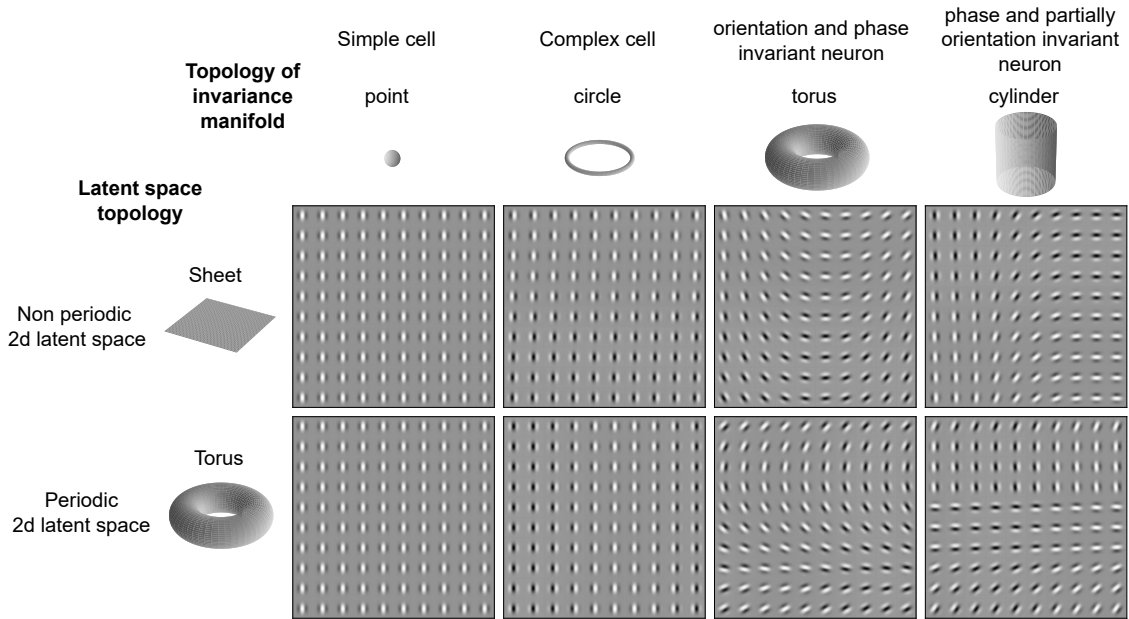 Simple cell
Complex cell
orientation and phase
invariant neuron
phase and partially
orientation invariant
neuron
Topology of
invariance
manifold
point
circle
torus
cylinder
Latent space
topology
Sheet
Non periodic
2d latent space
Torus
Periodic
2d latent space